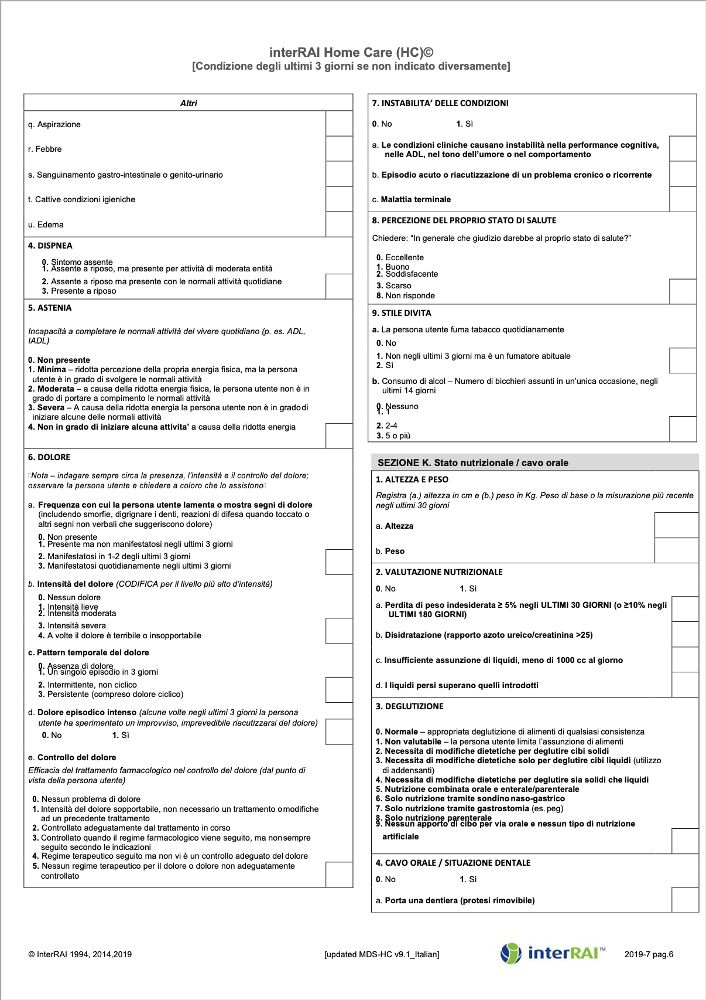 interRAI Home Care (HC)©
[Condizione degli ultimi 3 giorni se non indicato diversamente]
Altri
q. Aspirazione
r. Febbre
s. Sanguinamento gastro-intestinale o genito-urinario
t. Cattive condizioni igieniche
u. Edema
4. DISPNEA
0. Sintomo assente
1. Assente a riposo, ma presente per attività di moderata entità
2. Assente a riposo ma presente con le normali attività quotidiane
3. Presente a riposo
5. ASTENIA
Incapacità a completare le normali attività del vivere quotidiano (p. es. ADL,
IADL)
0. Non presente
1. Minima – ridotta percezione della propria energia fisica, ma la persona
utente è in grado di svolgere le normali attività
2. Moderata – a causa della ridotta energia fisica, la persona utente non è in
grado di portare a compimento le normali attività
3. Severa – A causa della ridotta energia la persona utente non è in grado di
iniziare alcune delle normali attività
4. Non in grado di iniziare alcuna attivita’ a causa della ridotta energia
6. DOLORE
Nota – indagare sempre circa la presenza, l’intensità e il controllo del dolore;
osservare la persona utente e chiedere a coloro che lo assistono
a. Frequenza con cui la persona utente lamenta o mostra segni di dolore
(includendo smorfie, digrignare i denti, reazioni di difesa quando toccato o
altri segni non verbali che suggeriscono dolore)
0. Non presente
1. Presente ma non manifestatosi negli ultimi 3 giorni
2. Manifestatosi in 1-2 degli ultimi 3 giorni
3. Manifestatosi quotidianamente negli ultimi 3 giorni
b. Intensità del dolore (CODIFICA per il livello più alto d’intensità)
0. Nessun dolore
1. Intensità lieve
2. Intensità moderata
3. Intensità severa
4. A volte il dolore è terribile o insopportabile
c. Pattern temporale del dolore
0. Assenza di dolore
1. Un singolo episodio in 3 giorni
2. Intermittente, non ciclico
3. Persistente (compreso dolore ciclico)
d. Dolore episodico intenso (alcune volte negli ultimi 3 giorni la persona
utente ha sperimentato un improvviso, imprevedibile riacutizzarsi del dolore)
0. No 1. Sì
e. Controllo del dolore
Efficacia del trattamento farmacologico nel controllo del dolore (dal punto di
vista della persona utente)
0. Nessun problema di dolore
1. Intensità del dolore sopportabile, non necessario un trattamento o modifiche
ad un precedente trattamento
2. Controllato adeguatamente dal trattamento in corso
3. Controllato quando il regime farmacologico viene seguito, ma non sempre
seguito secondo le indicazioni
4. Regime terapeutico seguito ma non vi è un controllo adeguato del dolore
5. Nessun regime terapeutico per il dolore o dolore non adeguatamente
controllato
7. INSTABILITA’ DELLE CONDIZIONI
0. No 1. Sì
a. Le condizioni cliniche causano instabilità nella performance cognitiva,
nelle ADL, nel tono dell’umore o nel comportamento
b. Episodio acuto o riacutizzazione di un problema cronico o ricorrente
c. Malattia terminale
8. PERCEZIONE DEL PROPRIO STATO DI SALUTE
Chiedere: “In generale che giudizio darebbe al proprio stato di salute?”
0. Eccellente
1. Buono
2. Soddisfacente
3. Scarso
8. Non risponde
9. STILE DIVITA
a. La persona utente fuma tabacco quotidianamente
0. No
1. Non negli ultimi 3 giorni ma è un fumatore abituale
2. Sì
b. Consumo di alcol – Numero di bicchieri assunti in un’unica occasione, negli
ultimi 14 giorni
0. Nessuno
1. 1
2. 2-4
3. 5 o più
SEZIONE K. Stato nutrizionale / cavo orale
1. ALTEZZA E PESO
Registra (a.) altezza in cm e (b.) peso in Kg. Peso di base o la misurazione più recente
negli ultimi 30 giorni
a. Altezza
b. Peso
2. VALUTAZIONE NUTRIZIONALE
0. No 1. Sì
a. Perdita di peso indesiderata ≥ 5% negli ULTIMI 30 GIORNI (o ≥10% negli
ULTIMI 180 GIORNI)
b. Disidratazione (rapporto azoto ureico/creatinina >25)
c. Insufficiente assunzione di liquidi, meno di 1000 cc al giorno
d. I liquidi persi superano quelli introdotti
3. DEGLUTIZIONE
0. Normale – appropriata deglutizione di alimenti di qualsiasi consistenza
1. Non valutabile – la persona utente limita l’assunzione di alimenti
2. Necessita di modifiche dietetiche per deglutire cibi solidi
3. Necessita di modifiche dietetiche solo per deglutire cibi liquidi (utilizzo
di addensanti)
4. Necessita di modifiche dietetiche per deglutire sia solidi che liquidi
5. Nutrizione combinata orale e enterale/parenterale
6. Solo nutrizione tramite sondino naso-gastrico
7. Solo nutrizione tramite gastrostomia (es. peg)
8. Solo nutrizione parenterale
9. Nessun apporto di cibo per via orale e nessun tipo di nutrizione
artificiale
4. CAVO ORALE / SITUAZIONE DENTALE
0. No 1. Sì
a. Porta una dentiera (protesi rimovibile)
© InterRAI 1994, 2014,2019 [updated MDS-HC v9.1_Italian] interRAI™ 2019-7 pag.6